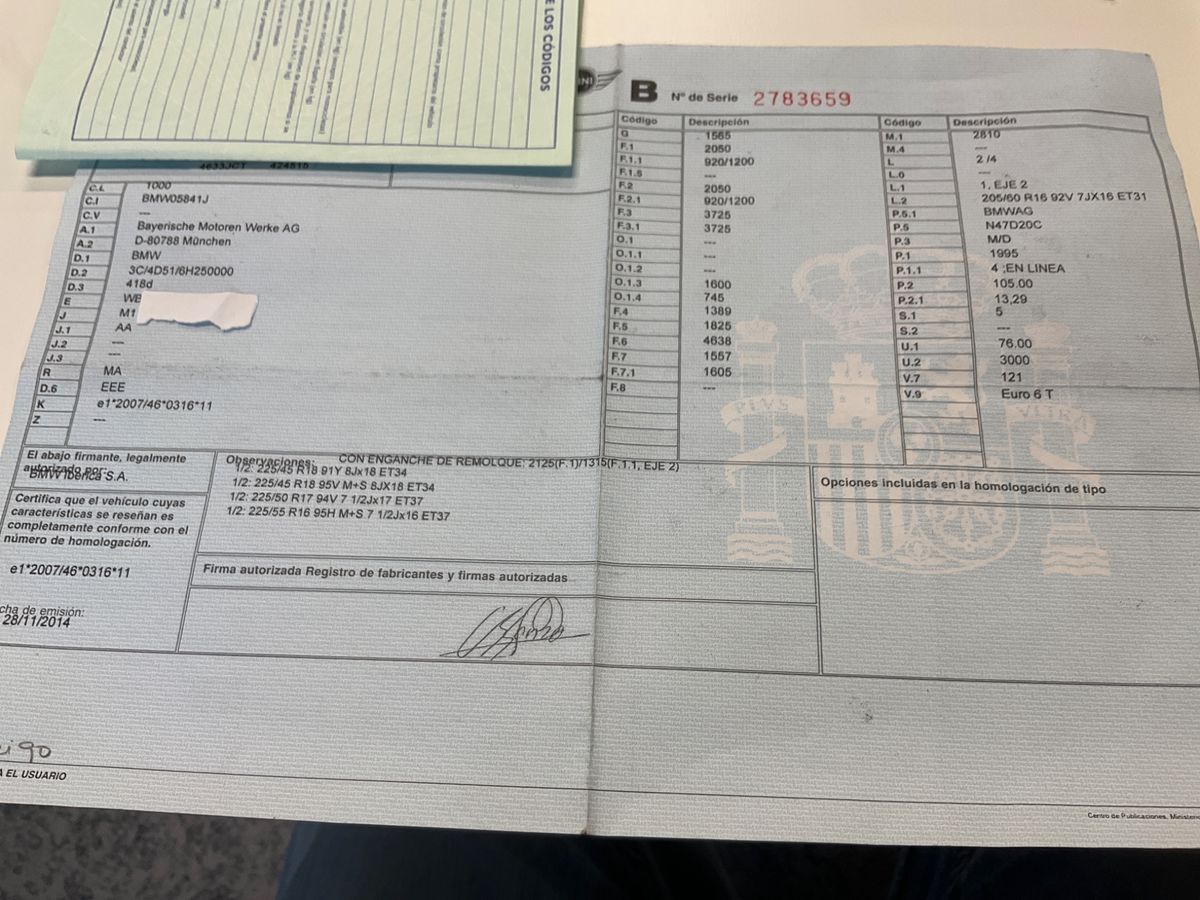 E LOS CÓDIGOS
B Nº de Serie 2783659
4633JCT 424510
C.L 1000
C.I BMW05841J
C.V ---
A.1 Bayerische Motoren Werke AG
A.2 D-80788 München
D.1 BMW
D.2 3C/4D51/6H250000
D.3 418d
E WB
J M1
J.1 AA
J.2 ---
J.3 ---
R MA
D.6 EEE
K e1*2007/46*0316*11
Z ---
Código Descripción
G 1565
F.1 2050
F.1.1 920/1200
F.1.5 ---
F.2 2050
F.2.1 920/1200
F.3 3725
F.3.1 3725
O.1 ---
O.1.1 ---
O.1.2 ---
O.1.3 1600
O.1.4 745
F.4 1389
F.5 1825
F.6 4638
F.7 1557
F.7.1 1605
F.8 ---
Código Descripción
M.1 2810
M.4 ---
L 2 /4
L.0 ---
L.1 1, EJE 2
L.2 205/60 R16 92V 7JX16 ET31
P.5.1 BMWAG
P.5 N47D20C
P.3 M/D
P.1 1995
P.1.1 4 ;EN LINEA
P.2 105.00
P.2.1 13,29
S.1 5
S.2 ---
U.1 76.00
U.2 3000
V.7 121
V.9 Euro 6 T
PLVS VLTRA
El abajo firmante, legalmente
autorizado por:
BMW Ibérica S.A.
Certifica que el vehículo cuyas
características se reseñan es
completamente conforme con el
número de homologación.
e1*2007/46*0316*11
cha de emisión:
28/11/2014
Observaciones: CON ENGANCHE DE REMOLQUE: 2125(F.1)/1315(F.1.1, EJE 2)
1/2: 225/45 R18 91Y 8Jx18 ET34
1/2: 225/45 R18 95V M+S 8JX18 ET34
1/2: 225/50 R17 94V 7 1/2Jx17 ET37
1/2: 225/55 R16 95H M+S 7 1/2Jx16 ET37
Firma autorizada Registro de fabricantes y firmas autorizadas
Opciones incluidas en la homologación de tipo
igo
A EL USUARIO
Centro de Publicaciones. Ministerio